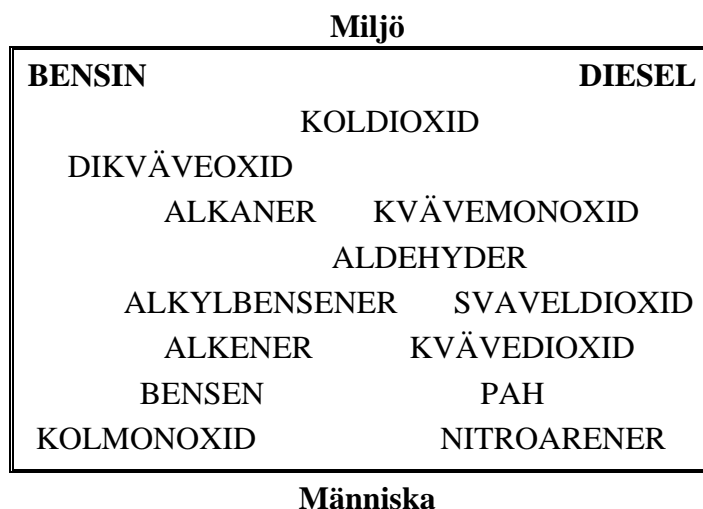 Miljö
BENSIN DIESEL
KOLDIOXID
DIKVÄVEOXID
ALKANER KVÄVEMONOXID
ALDEHYDER
ALKYLBENSENER SVAVELDIOXID
ALKENER KVÄVEDIOXID
BENSEN PAH
KOLMONOXID NITROARENER
Människa